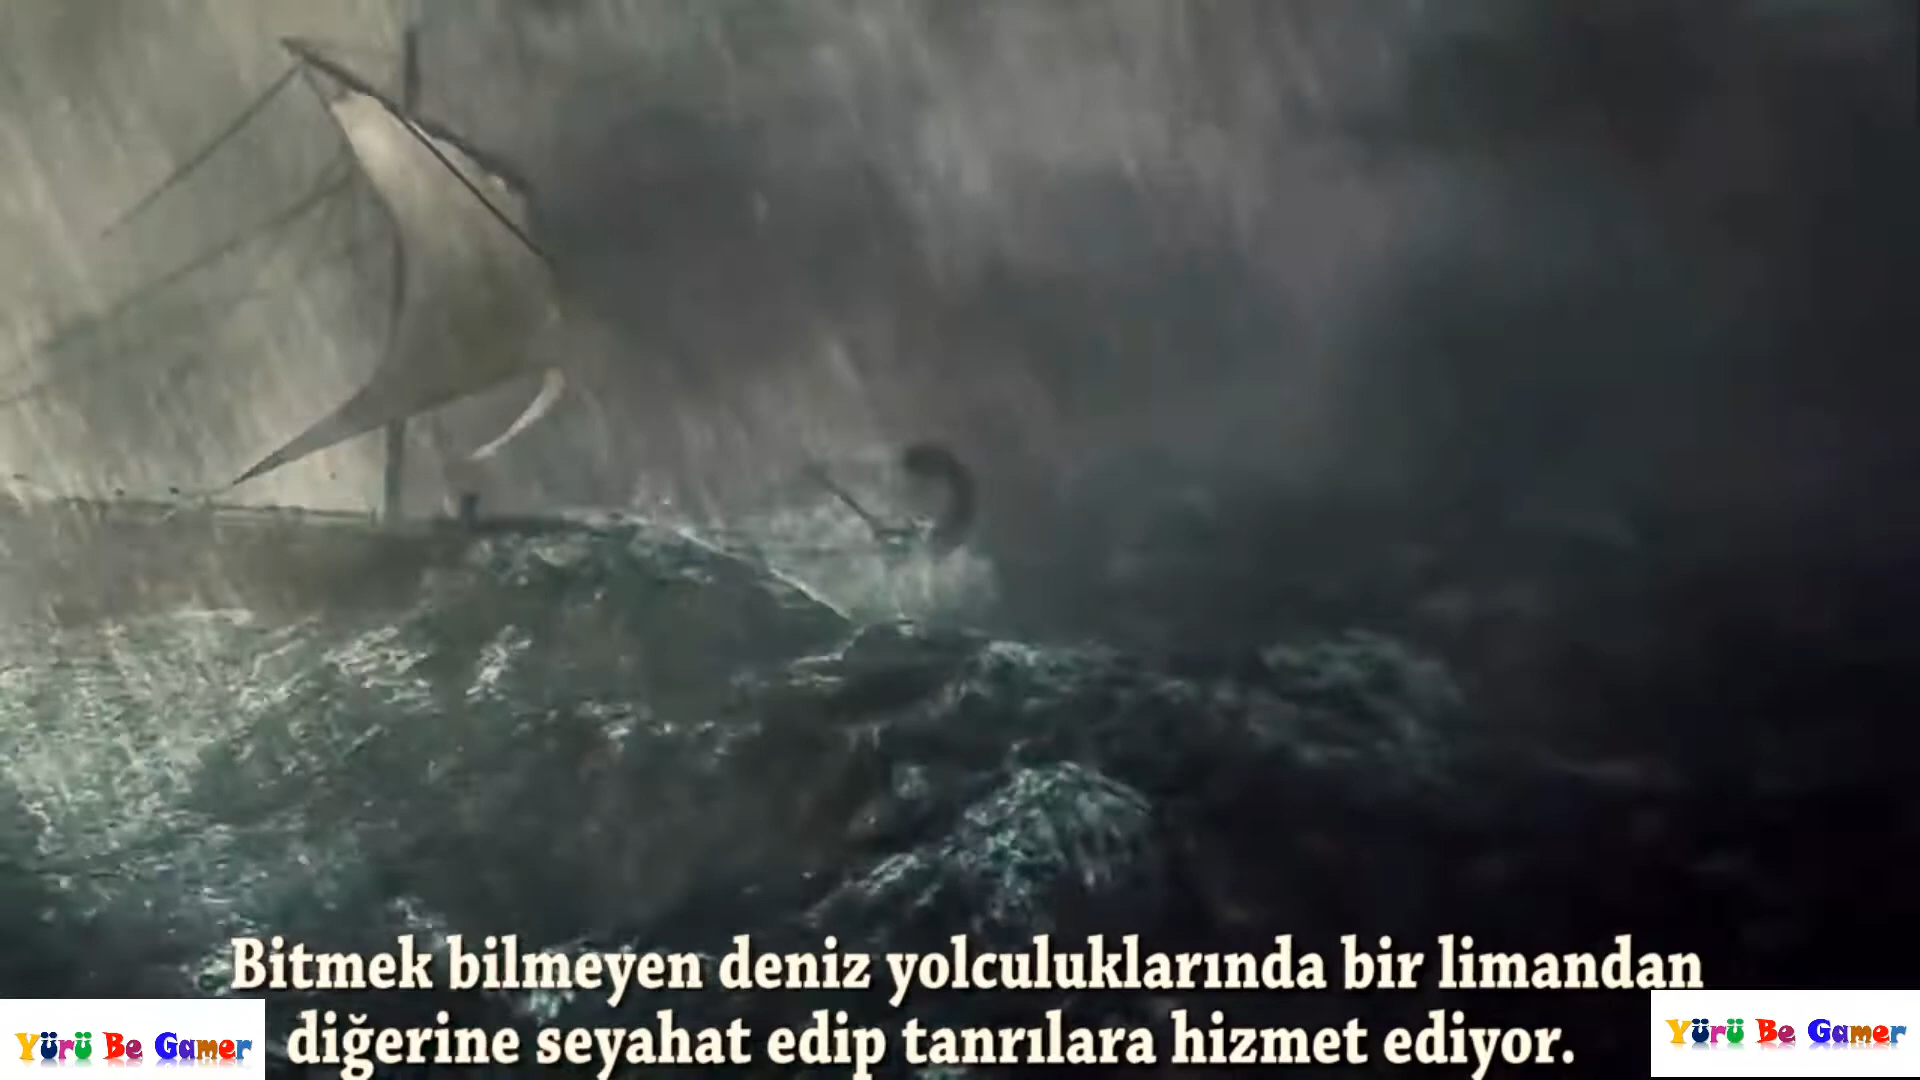 Bitmek bilmeyen deniz yolculuklarında bir limandan
diğerine seyahat edip tanrılara hizmet ediyor.
Yürü Be Gamer
Yürü Be Gamer